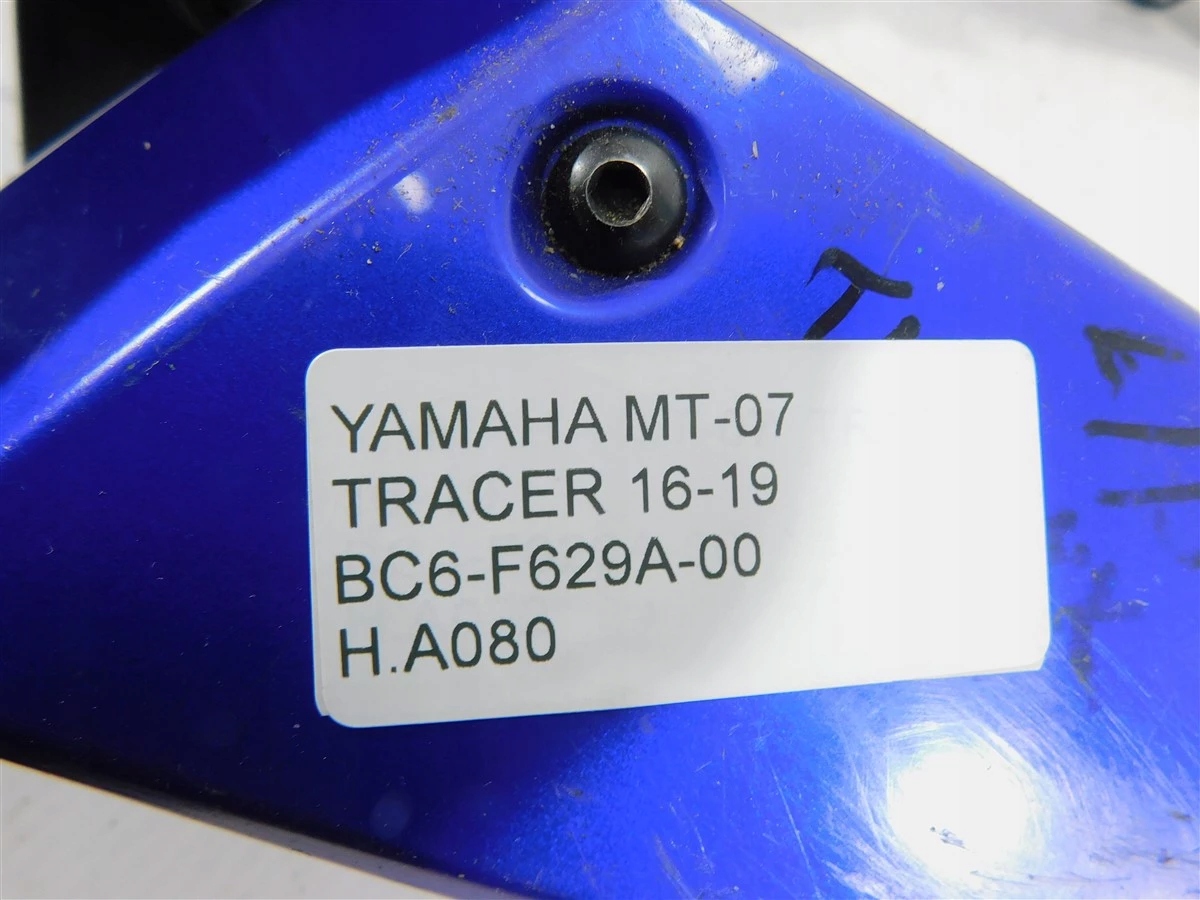 YAMAHA MT-07
TRACER 16-19
BC6-F629A-00
H.A080